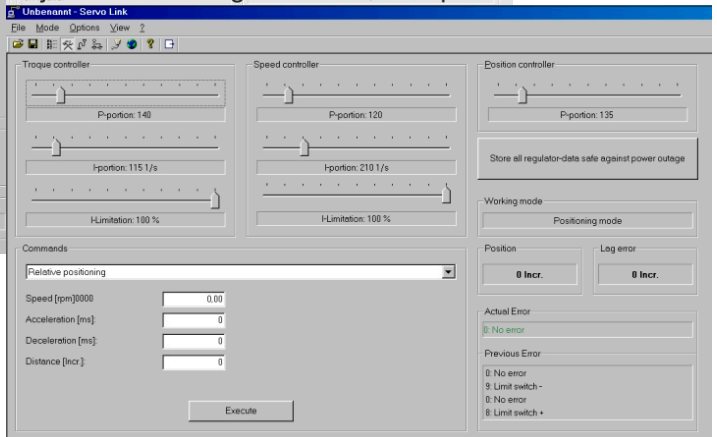 Unbenannt - Servo Link
File Mode Options View ?
Troque controller
P-portion: 140
I-portion: 115 1/s
I-Limitation: 100 %
Speed controller
P-portion: 120
I-portion: 210 1/s
I-Limitation: 100 %
Position controller
P-portion: 135
Store all regulator-data safe against power outage
Working mode
Positioning mode
Commands
Relative positioning
Speed [rpm]0000 0,00
Acceleration [ms]: 0
Deceleration [ms]: 0
Distance [Incr.]: 0
Execute
Position
0 Incr.
Lag error
0 Incr.
Actual Error
0: No error
Previous Error
0: No error
9: Limit switch -
0: No error
8: Limit switch +